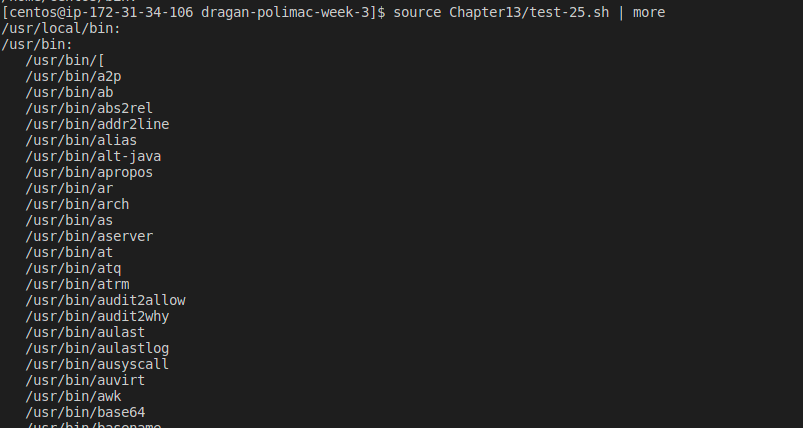 [centos@ip-172-31-34-106 dragan-polimac-week-3]$ source Chapter13/test-25.sh | more
/usr/local/bin:
/usr/bin:
   /usr/bin/[
   /usr/bin/a2p
   /usr/bin/ab
   /usr/bin/abs2rel
   /usr/bin/addr2line
   /usr/bin/alias
   /usr/bin/alt-java
   /usr/bin/apropos
   /usr/bin/ar
   /usr/bin/arch
   /usr/bin/as
   /usr/bin/aserver
   /usr/bin/at
   /usr/bin/atq
   /usr/bin/atrm
   /usr/bin/audit2allow
   /usr/bin/audit2why
   /usr/bin/aulast
   /usr/bin/aulastlog
   /usr/bin/ausyscall
   /usr/bin/auvirt
   /usr/bin/awk
   /usr/bin/base64
   /usr/bin/basename